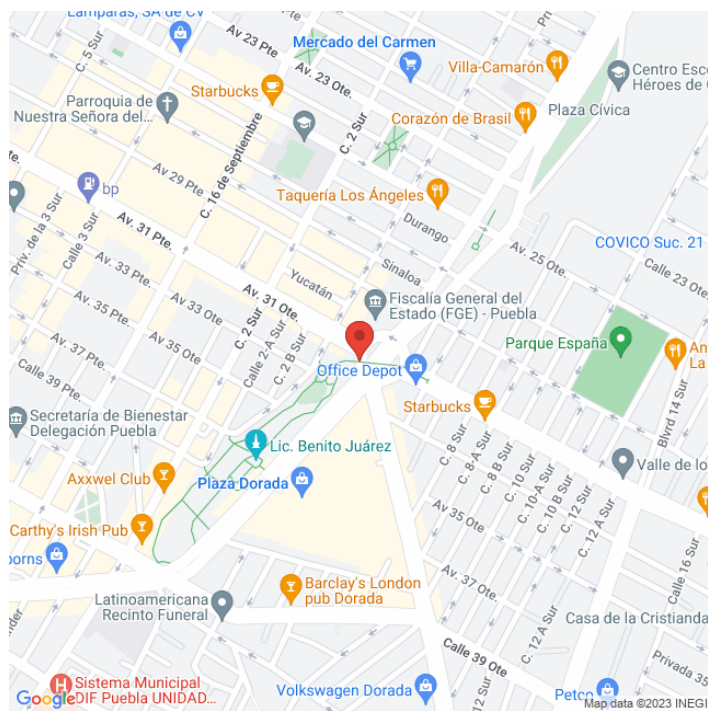 Lámparas, SA de CV
C. 5 Sur
Av 23 Pte
Av 23 Ote.
Mercado del Carmen
Villa-Camarón
Starbucks
Centro Esco
Héroes de
Parroquia de
Nuestra Señora del...
Corazón de Brasil
Plaza Cívica
C. 2 Sur
C. 16 de Septiembre
Av 29 Pte
bp
Taquería Los Ángeles
Durango
Priv. de la 3 Sur
Calle 3 Sur
Av. 31 Pte.
Av. 25 Ote.
COVICO Suc. 21
Calle 23 Ote.
Sinaloa
Yucatán
Av 33 Pte.
Av. 31 Ote.
Fiscalía General del
Estado (FGE) - Puebla
Av 35 Pte.
Av 33 Ote
C. 2 Sur
Calle 2-A Sur
C. 2 B Sur
Parque España
An
La
Av. 37 Pte.
Calle 39 Pte.
Office Depot
Starbucks
Blvrd 14 Sur
Secretaría de Bienestar
Delegación Puebla
Lic. Benito Juárez
C. 8 Sur
C. 8-A Sur
C. 8 B Sur
C. 10 Sur
C. 10-A Sur
C. 10 B Sur
C. 12 Sur
C. 12 A Sur
Valle de lo
Axxwel Club
Plaza Dorada
Carthy's Irish Pub
Av 35 Ote
borns
Av. 37 Ote.
C. 16 Sur
Barclay's London
pub Dorada
Latinoamericana
Recinto Funeral
C. 12 A Sur
Casa de la Cristianda
Calle 39 Ote
Privada 35
Sistema Municipal
DIF Puebla UNIDAD...
Google
Volkswagen Dorada
Petco
Map data ©2023 INEGI